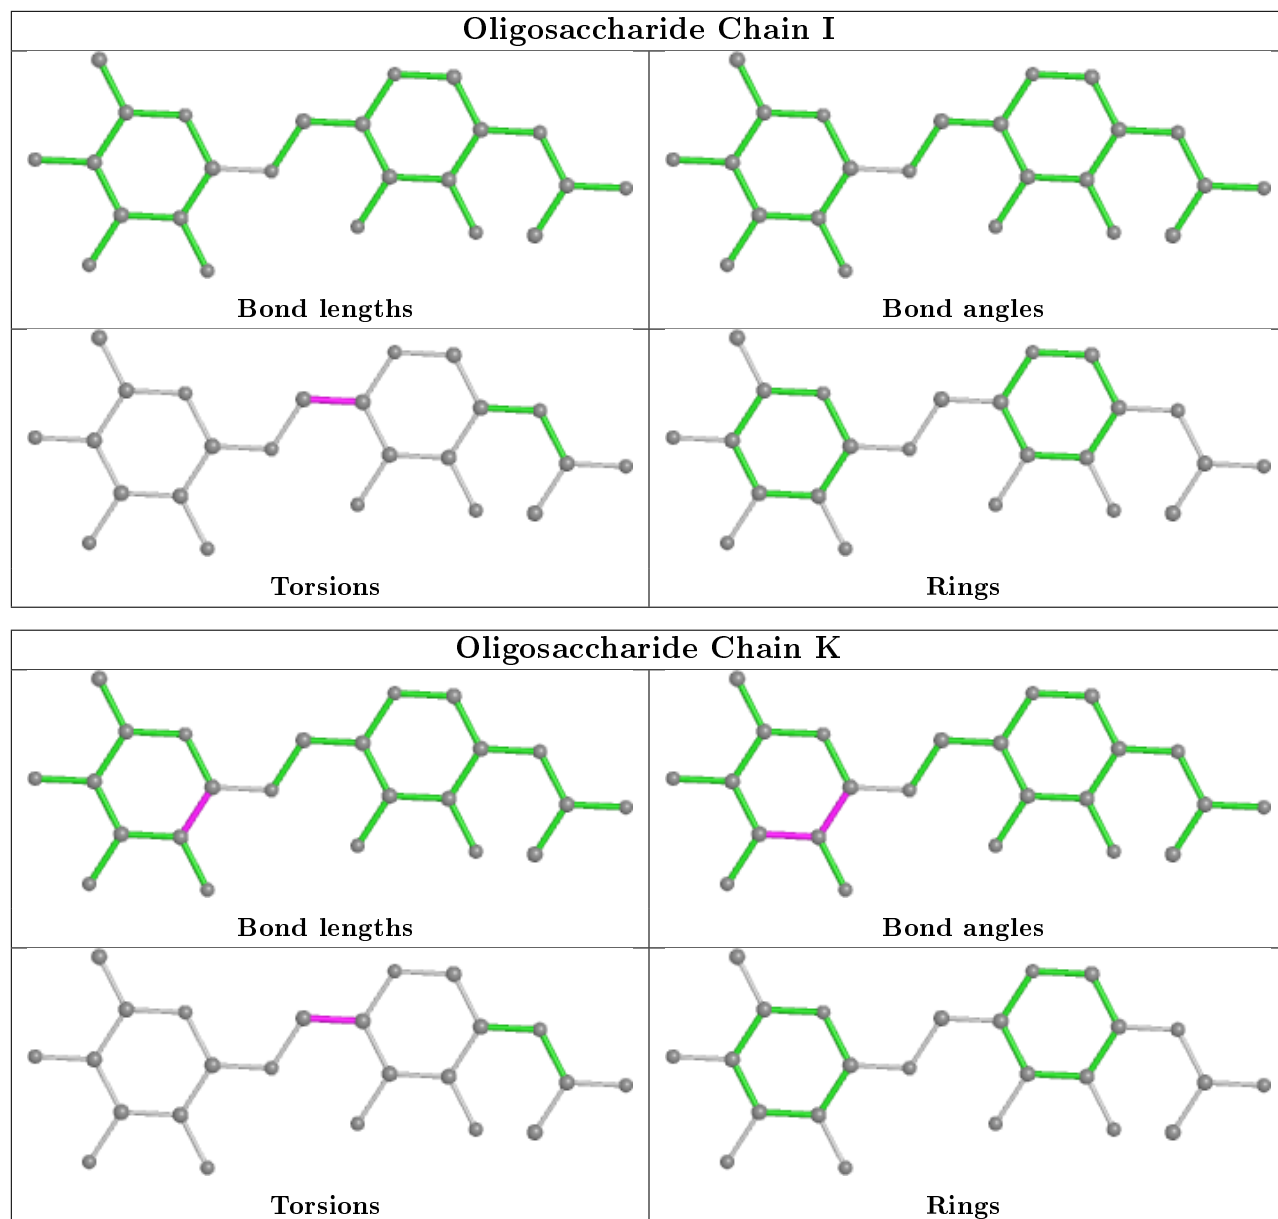 Oligosaccharide Chain I
Bond lengths
Bond angles
Torsions
Rings
Oligosaccharide Chain K
Bond lengths
Bond angles
Torsions
Rings